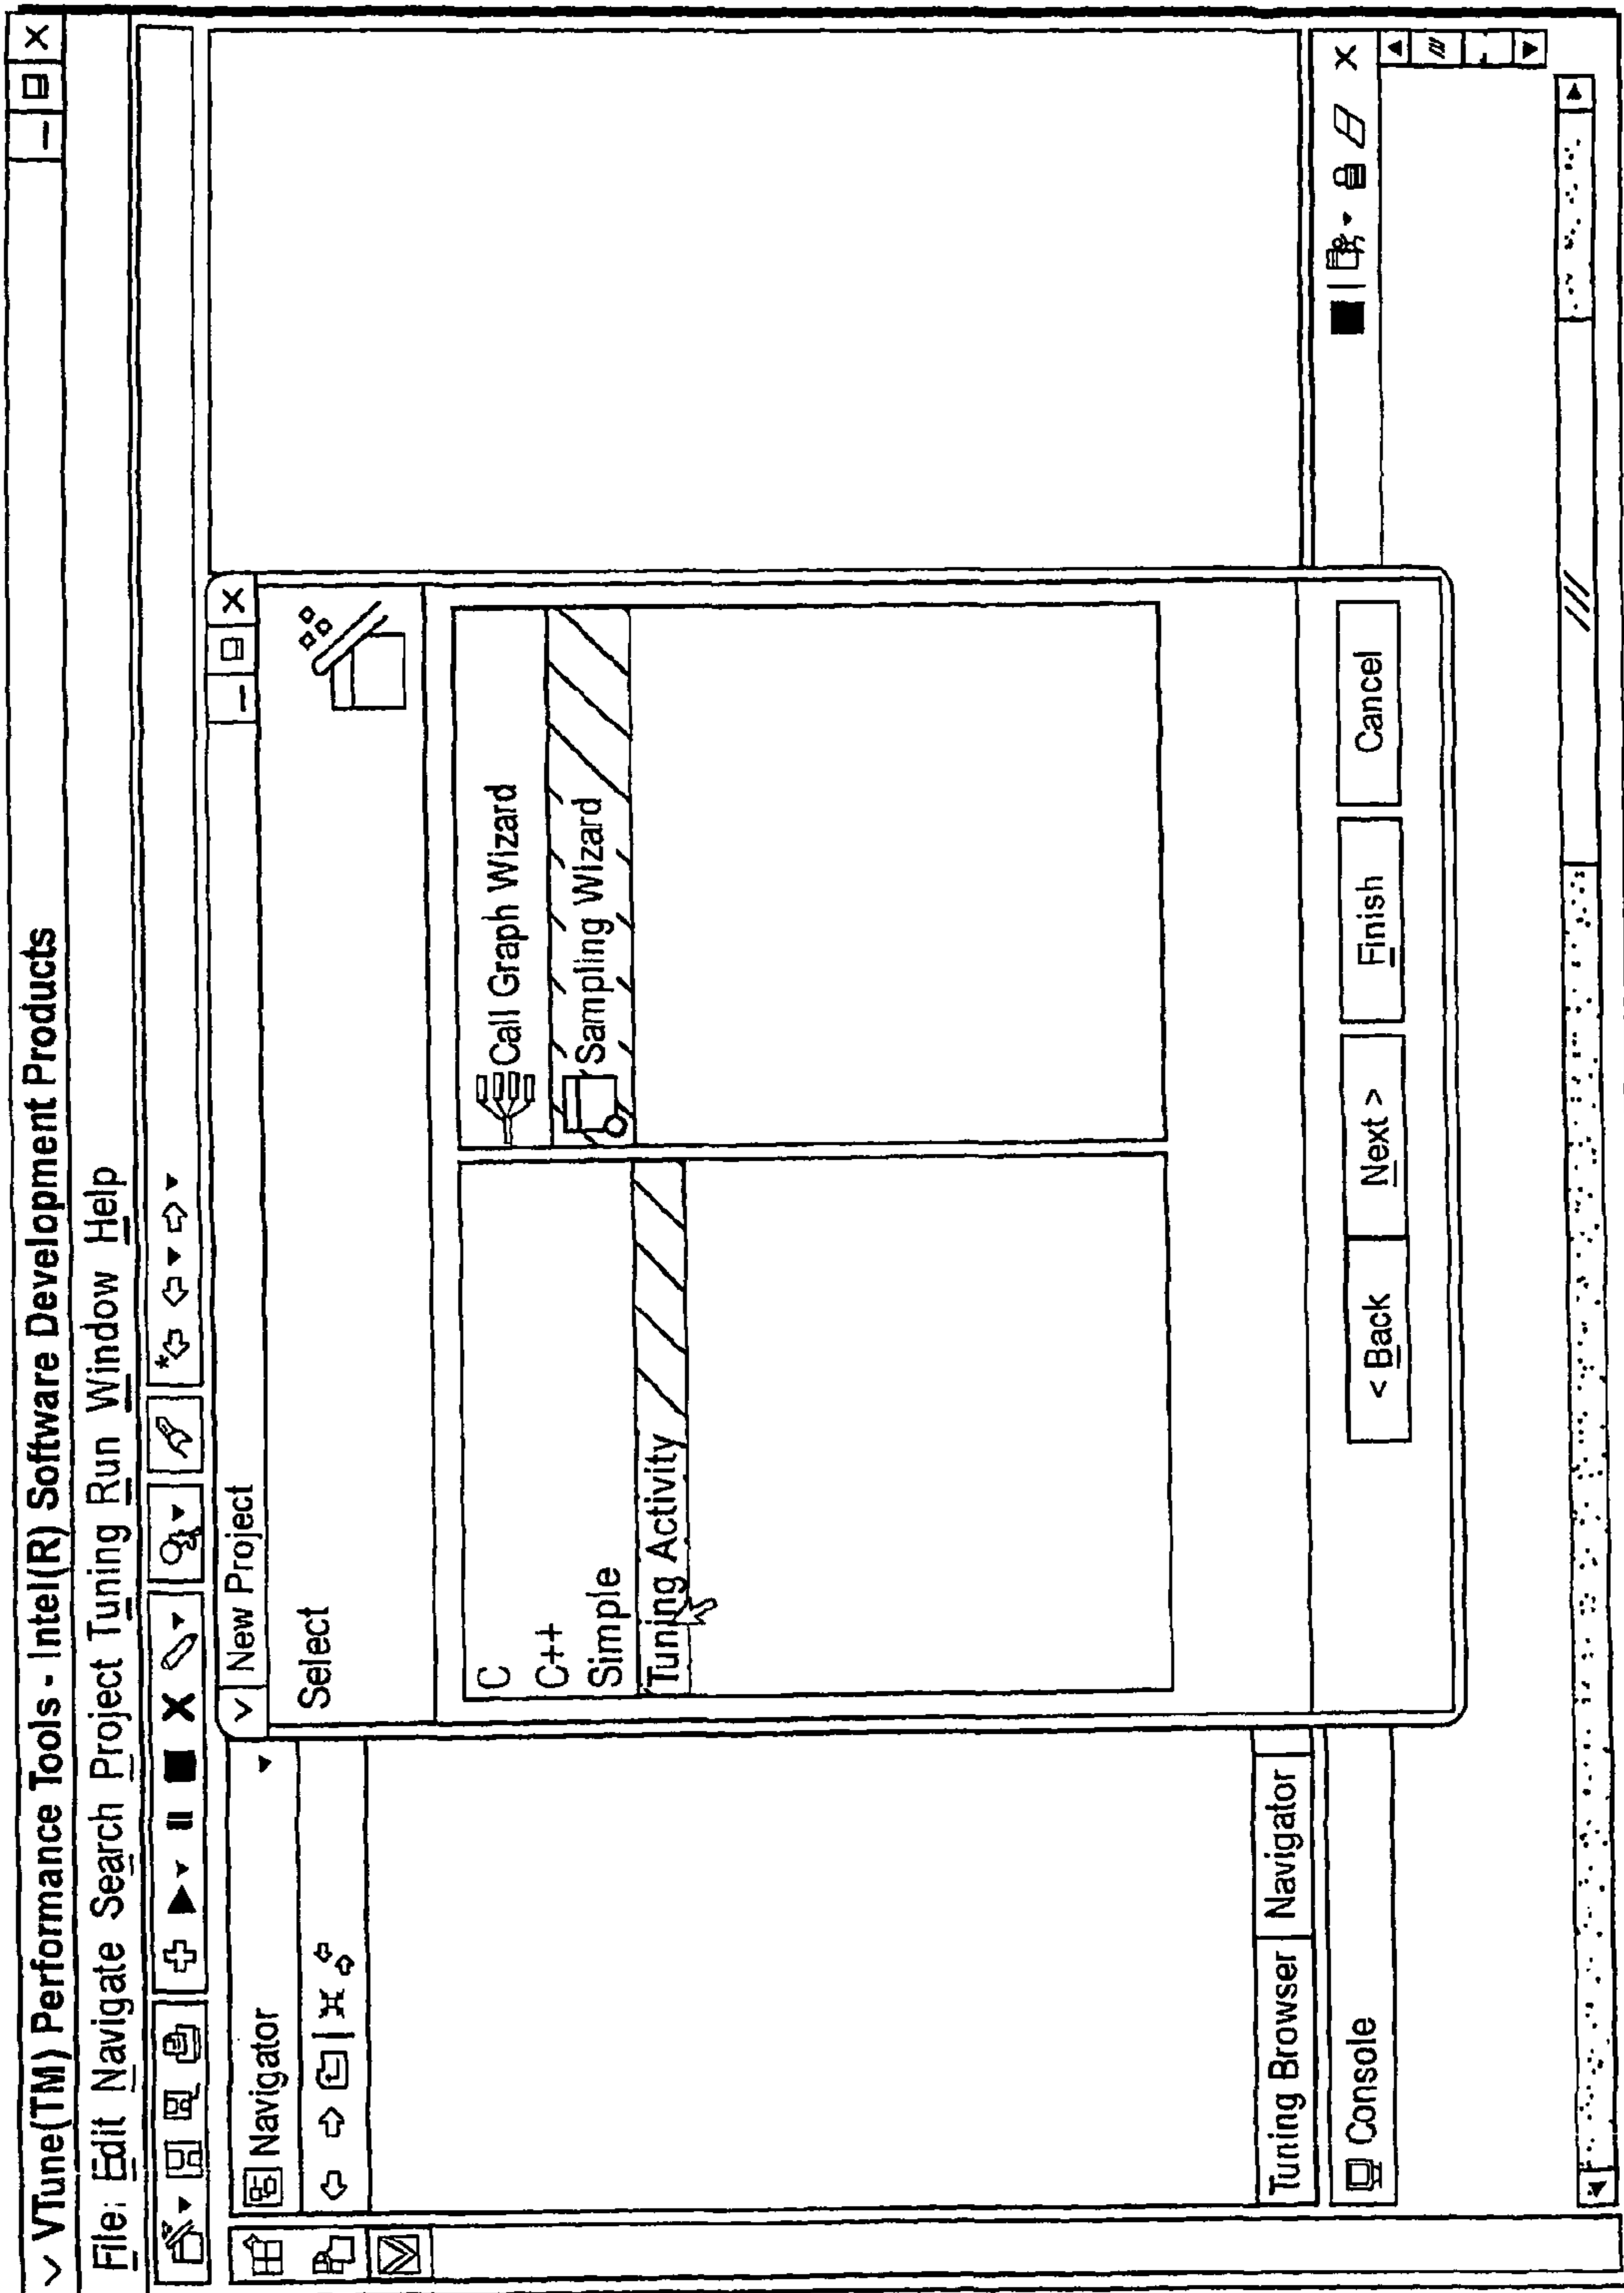 VTune(TM) Performance Tools - Intel(R) Software Development Products
File: Edit Navigate Search Project Tuning Run Window Help
Navigator
New Project
Select
C
C++
Simple
Tuning Activity
Call Graph Wizard
Sampling Wizard
< Back
Next >
Finish
Cancel
Tuning Browser
Navigator
Console